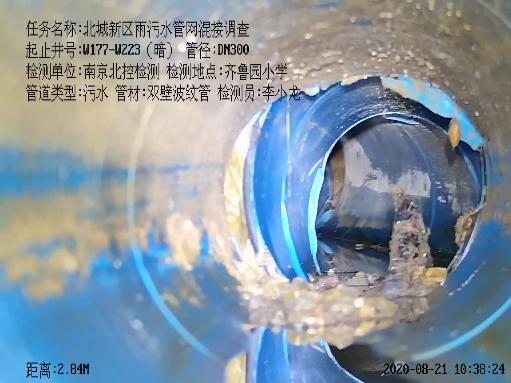 任务名称:北城新区雨污水管网混接调查
起止井号:W177-W223（暗） 管径:DN300
检测单位:南京北控检测 检测地点:齐鲁园小学
管道类型:污水 管材:双壁波纹管 检测员:李小龙
距离:2.84M
2020-08-21 10:38:24